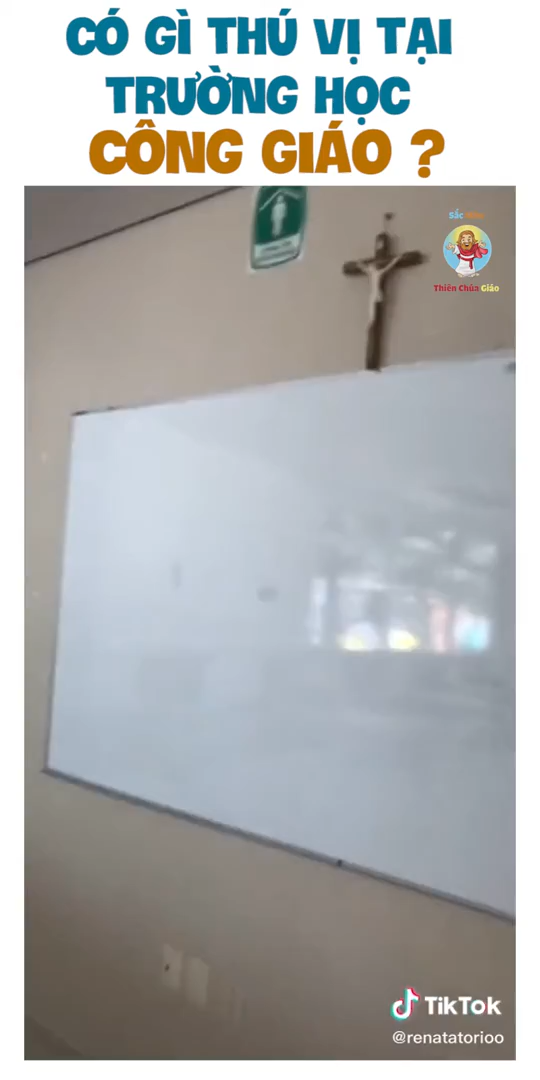 CÓ GÌ THÚ VỊ TẠI
TRƯỜNG HỌC
CÔNG GIÁO ?
Thiên Chúa Giáo
TikTok
@renatatorioo